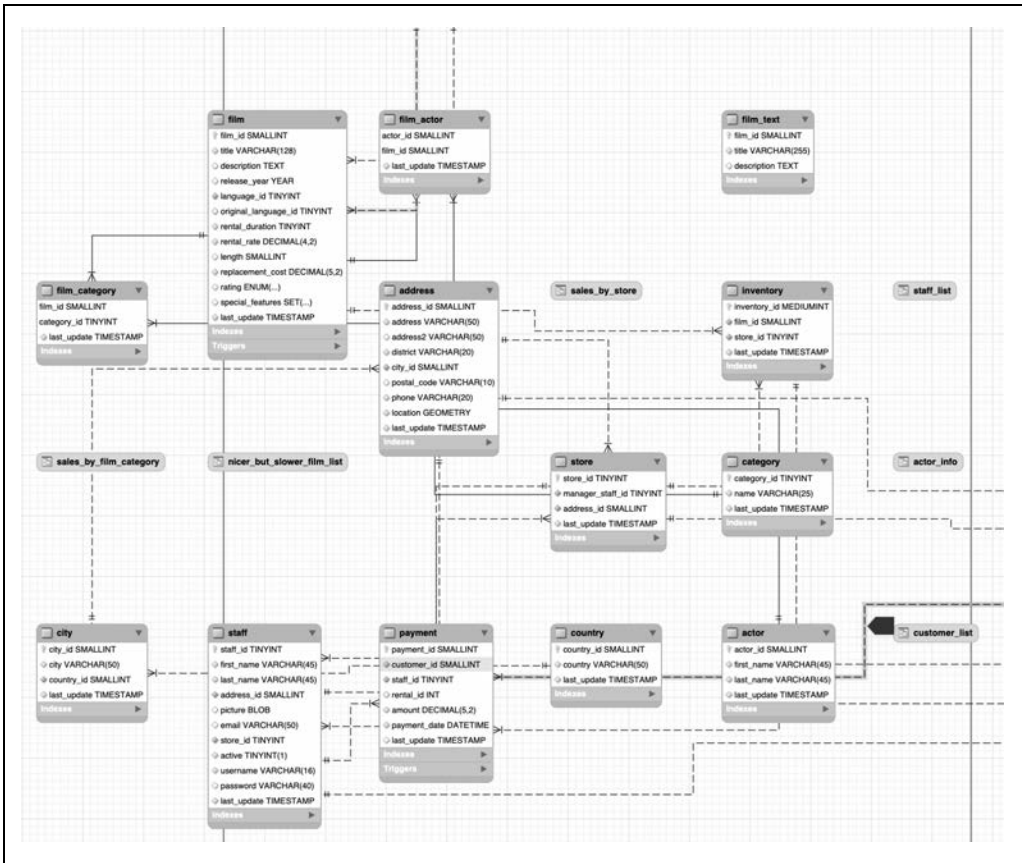 film
film_id SMALLINT
title VARCHAR(128)
description TEXT
release_year YEAR
language_id TINYINT
original_language_id TINYINT
rental_duration TINYINT
rental_rate DECIMAL(4,2)
length SMALLINT
replacement_cost DECIMAL(5,2)
rating ENUM(...)
special_features SET(...)
last_update TIMESTAMP
Indexes
Triggers
film_actor
actor_id SMALLINT
film_id SMALLINT
last_update TIMESTAMP
Indexes
film_text
film_id SMALLINT
title VARCHAR(255)
description TEXT
Indexes
film_category
film_id SMALLINT
category_id TINYINT
last_update TIMESTAMP
Indexes
address
address_id SMALLINT
address VARCHAR(50)
address2 VARCHAR(50)
district VARCHAR(20)
city_id SMALLINT
postal_code VARCHAR(10)
phone VARCHAR(20)
location GEOMETRY
last_update TIMESTAMP
Indexes
sales_by_store
inventory
inventory_id MEDIUMINT
film_id SMALLINT
store_id TINYINT
last_update TIMESTAMP
Indexes
staff_list
sales_by_film_category
nicer_but_slower_film_list
store
store_id TINYINT
manager_staff_id TINYINT
address_id SMALLINT
last_update TIMESTAMP
Indexes
category
category_id TINYINT
name VARCHAR(25)
last_update TIMESTAMP
Indexes
actor_info
city
city_id SMALLINT
city VARCHAR(50)
country_id SMALLINT
last_update TIMESTAMP
Indexes
staff
staff_id TINYINT
first_name VARCHAR(45)
last_name VARCHAR(45)
address_id SMALLINT
picture BLOB
email VARCHAR(50)
store_id TINYINT
active TINYINT(1)
username VARCHAR(16)
password VARCHAR(40)
last_update TIMESTAMP
Indexes
payment
payment_id SMALLINT
customer_id SMALLINT
staff_id TINYINT
rental_id INT
amount DECIMAL(5,2)
payment_date DATETIME
last_update TIMESTAMP
Indexes
Triggers
country
country_id SMALLINT
country VARCHAR(50)
last_update TIMESTAMP
Indexes
actor
actor_id SMALLINT
first_name VARCHAR(45)
last_name VARCHAR(45)
last_update TIMESTAMP
Indexes
customer_list